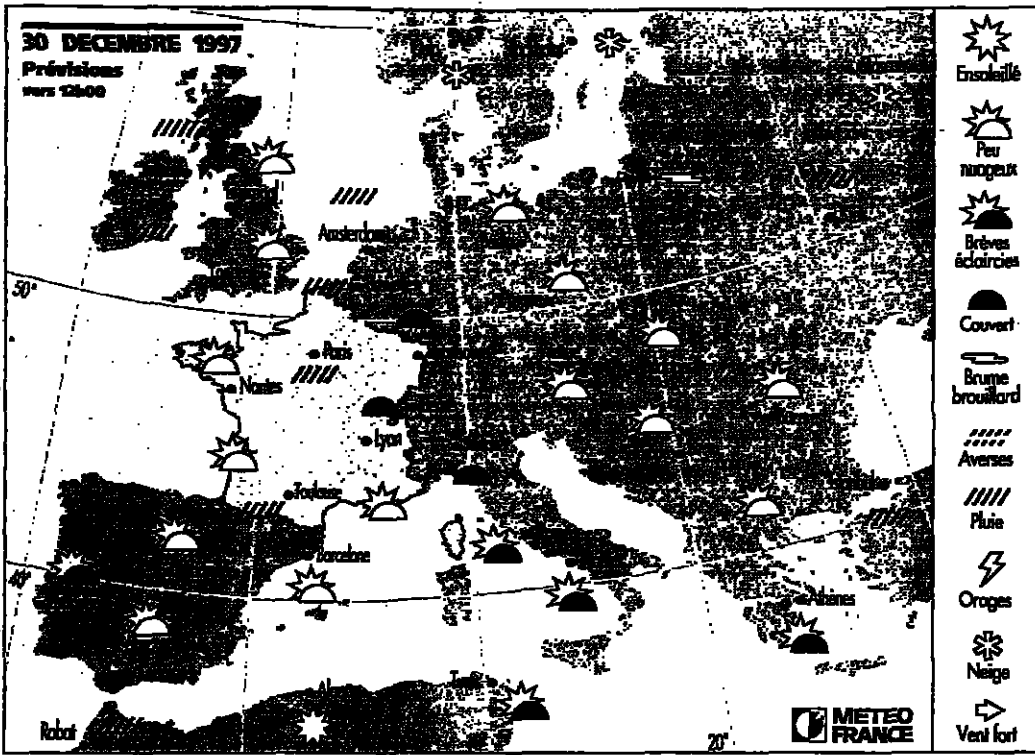 30 DECEMBRE 1997
Prévisions
vers 12h00
Amsterdam
50°
Paris
Nantes
Lyon
Toulouse
Barcelone
40°
Athènes
Rabat
20°
METEO
FRANCE
Ensoleillé
Peu
nuageux
Brèves
éclaircies
Couvert
Brume
brouillard
Averses
Pluie
Orages
Neige
Vent fort